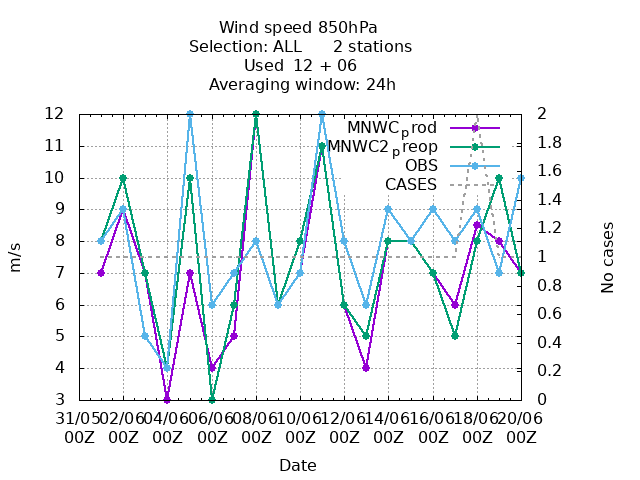 Wind speed 850hPa
Selection: ALL 2 stations
Used 12 + 06
Averaging window: 24h
MNWC_prod
MNWC2_preop
OBS
CASES
12
11
10
9
8
7
6
5
4
3
m/s
2
1.8
1.6
1.4
1.2
1
0.8
0.6
0.4
0.2
0
No cases
31/05 02/06 04/06 06/06 08/06 10/06 12/06 14/06 16/06 18/06 20/06
00Z 00Z 00Z 00Z 00Z 00Z 00Z 00Z 00Z 00Z 00Z
Date